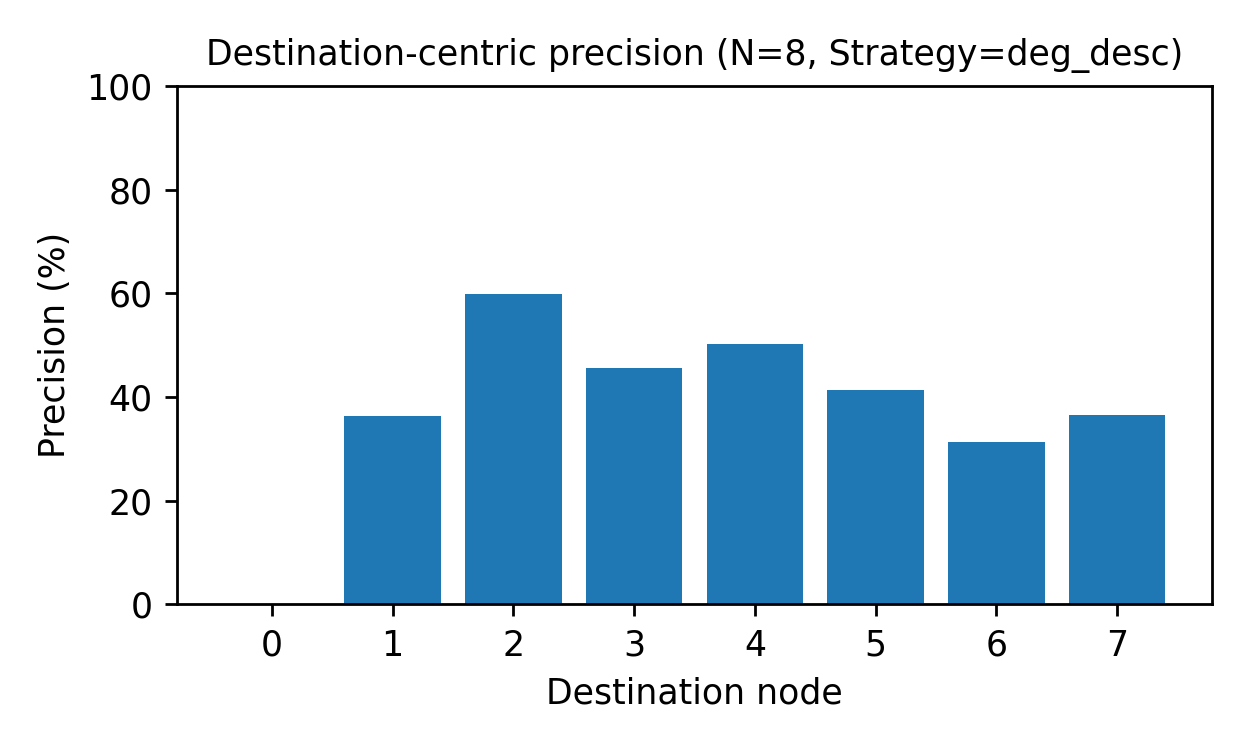 Destination-centric precision (N=8, Strategy=deg_desc)
100
80
60
40
20
0
Precision (%)
0 1 2 3 4 5 6 7
Destination node